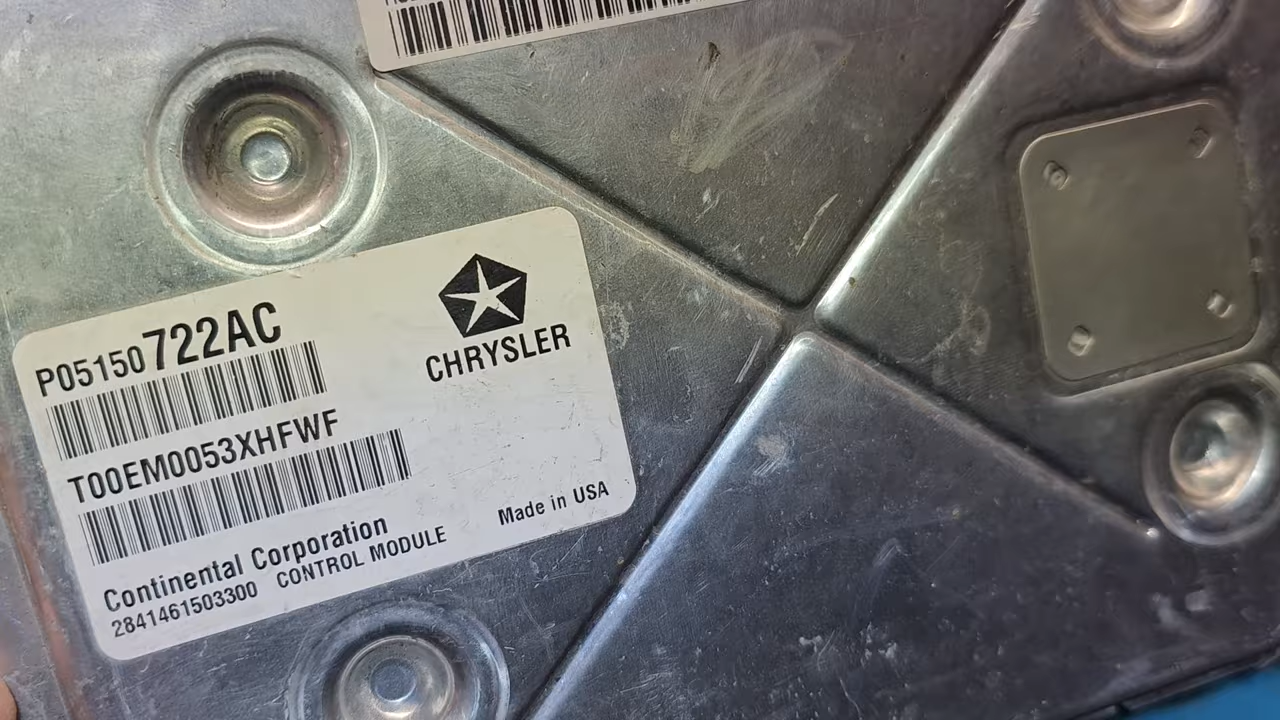 P05150722AC
CHRYSLER
T00EM0053XHFWF
Continental Corporation
2841461503300 CONTROL MODULE
Made in USA